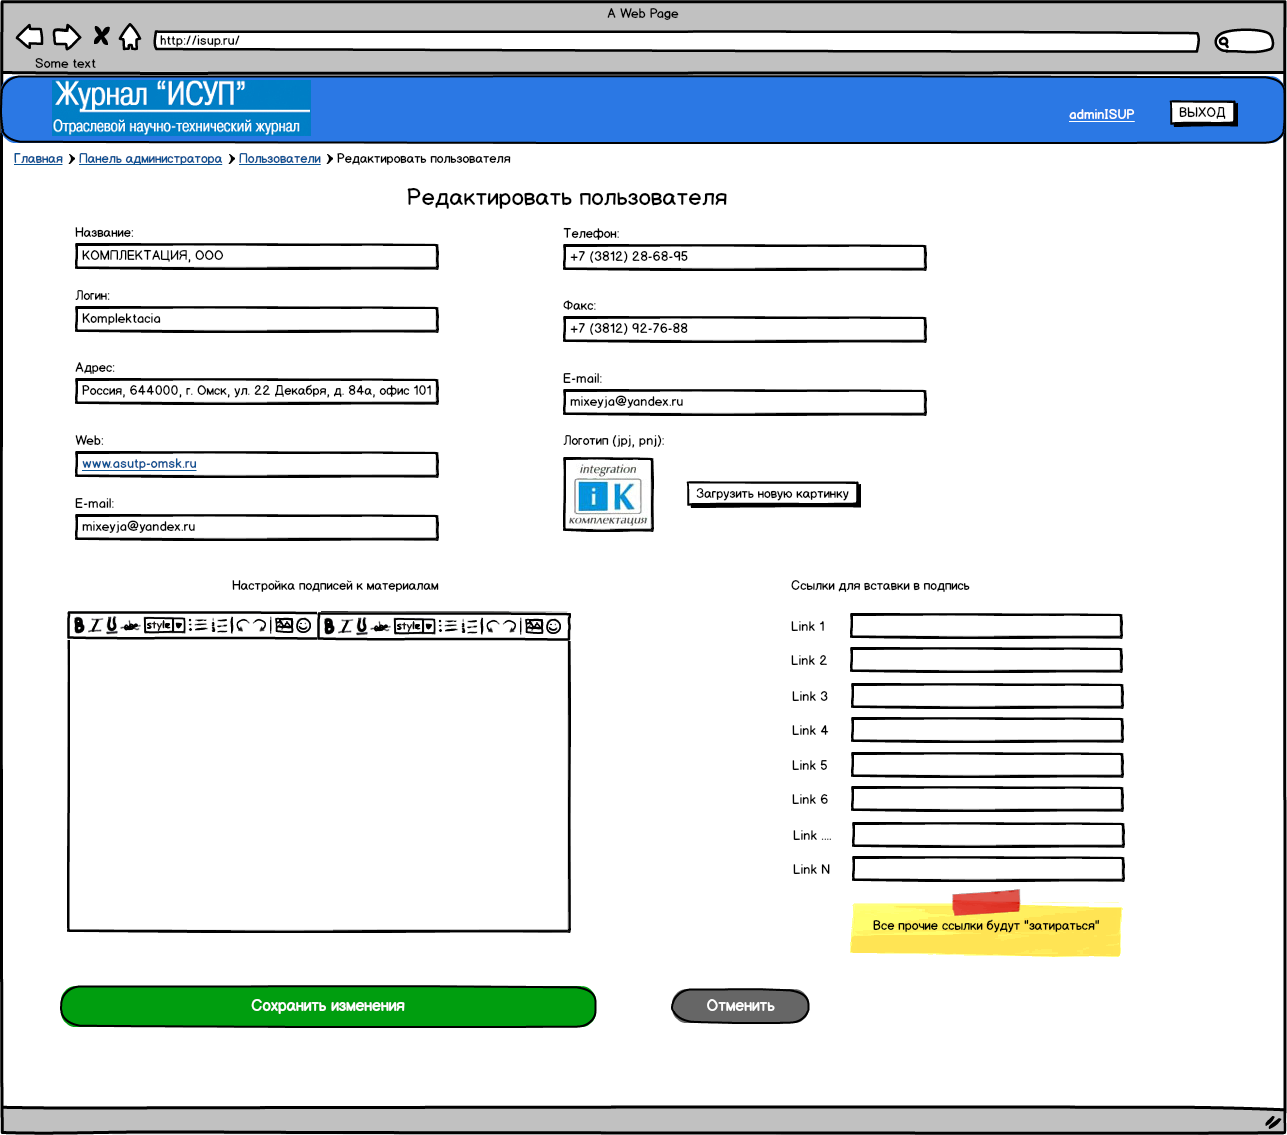 A Web Page
http://isup.ru/
Some text
Журнал "ИСУП"
Отраслевой научно-технический журнал
adminISUP
ВЫХОД
Главная Панель администратора Пользователи Редактировать пользователя
Редактировать пользователя
Название:
КОМПЛЕКТАЦИЯ, ООО
Телефон:
+7 (3812) 28-68-95
Логин:
Komplektacia
Факс:
+7 (3812) 92-76-88
Адрес:
Россия, 644000, г. Омск, ул. 22 Декабря, д. 84а, офис 101
E-mail:
mixeyja@yandex.ru
Web:
www.asutp-omsk.ru
Логотип (jpj, pnj):
integration
iK
комплектация
Загрузить новую картинку
E-mail:
mixeyja@yandex.ru
Настройка подписей к материалам
Ссылки для вставки в подпись
B I U abc style B I U abc style
Link 1
Link 2
Link 3
Link 4
Link 5
Link 6
Link ....
Link N
Все прочие ссылки будут "затираться"
Сохранить изменения
Отменить